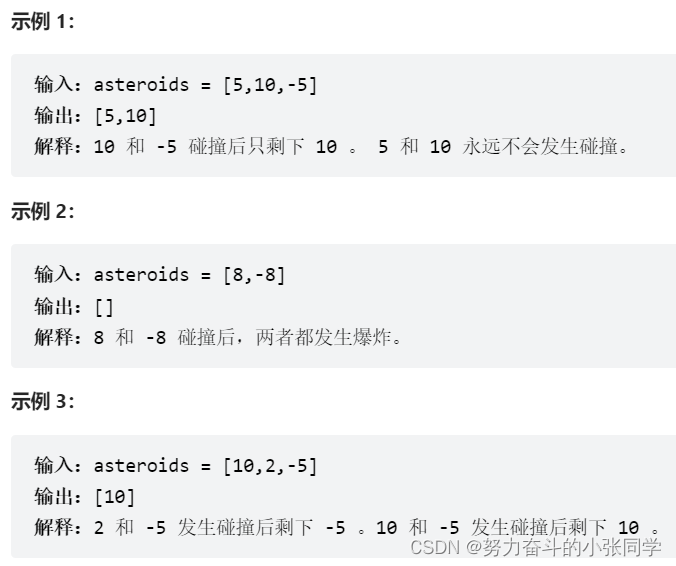 示例 1：
输入：asteroids = [5,10,-5]
输出：[5,10]
解释：10 和 -5 碰撞后只剩下 10 。 5 和 10 永远不会发生碰撞。
示例 2：
输入：asteroids = [8,-8]
输出：[]
解释：8 和 -8 碰撞后，两者都发生爆炸。
示例 3：
输入：asteroids = [10,2,-5]
输出：[10]
解释：2 和 -5 发生碰撞后剩下 -5 。10 和 -5 发生碰撞后剩下 10 。
CSDN @努力奋斗的小张同学